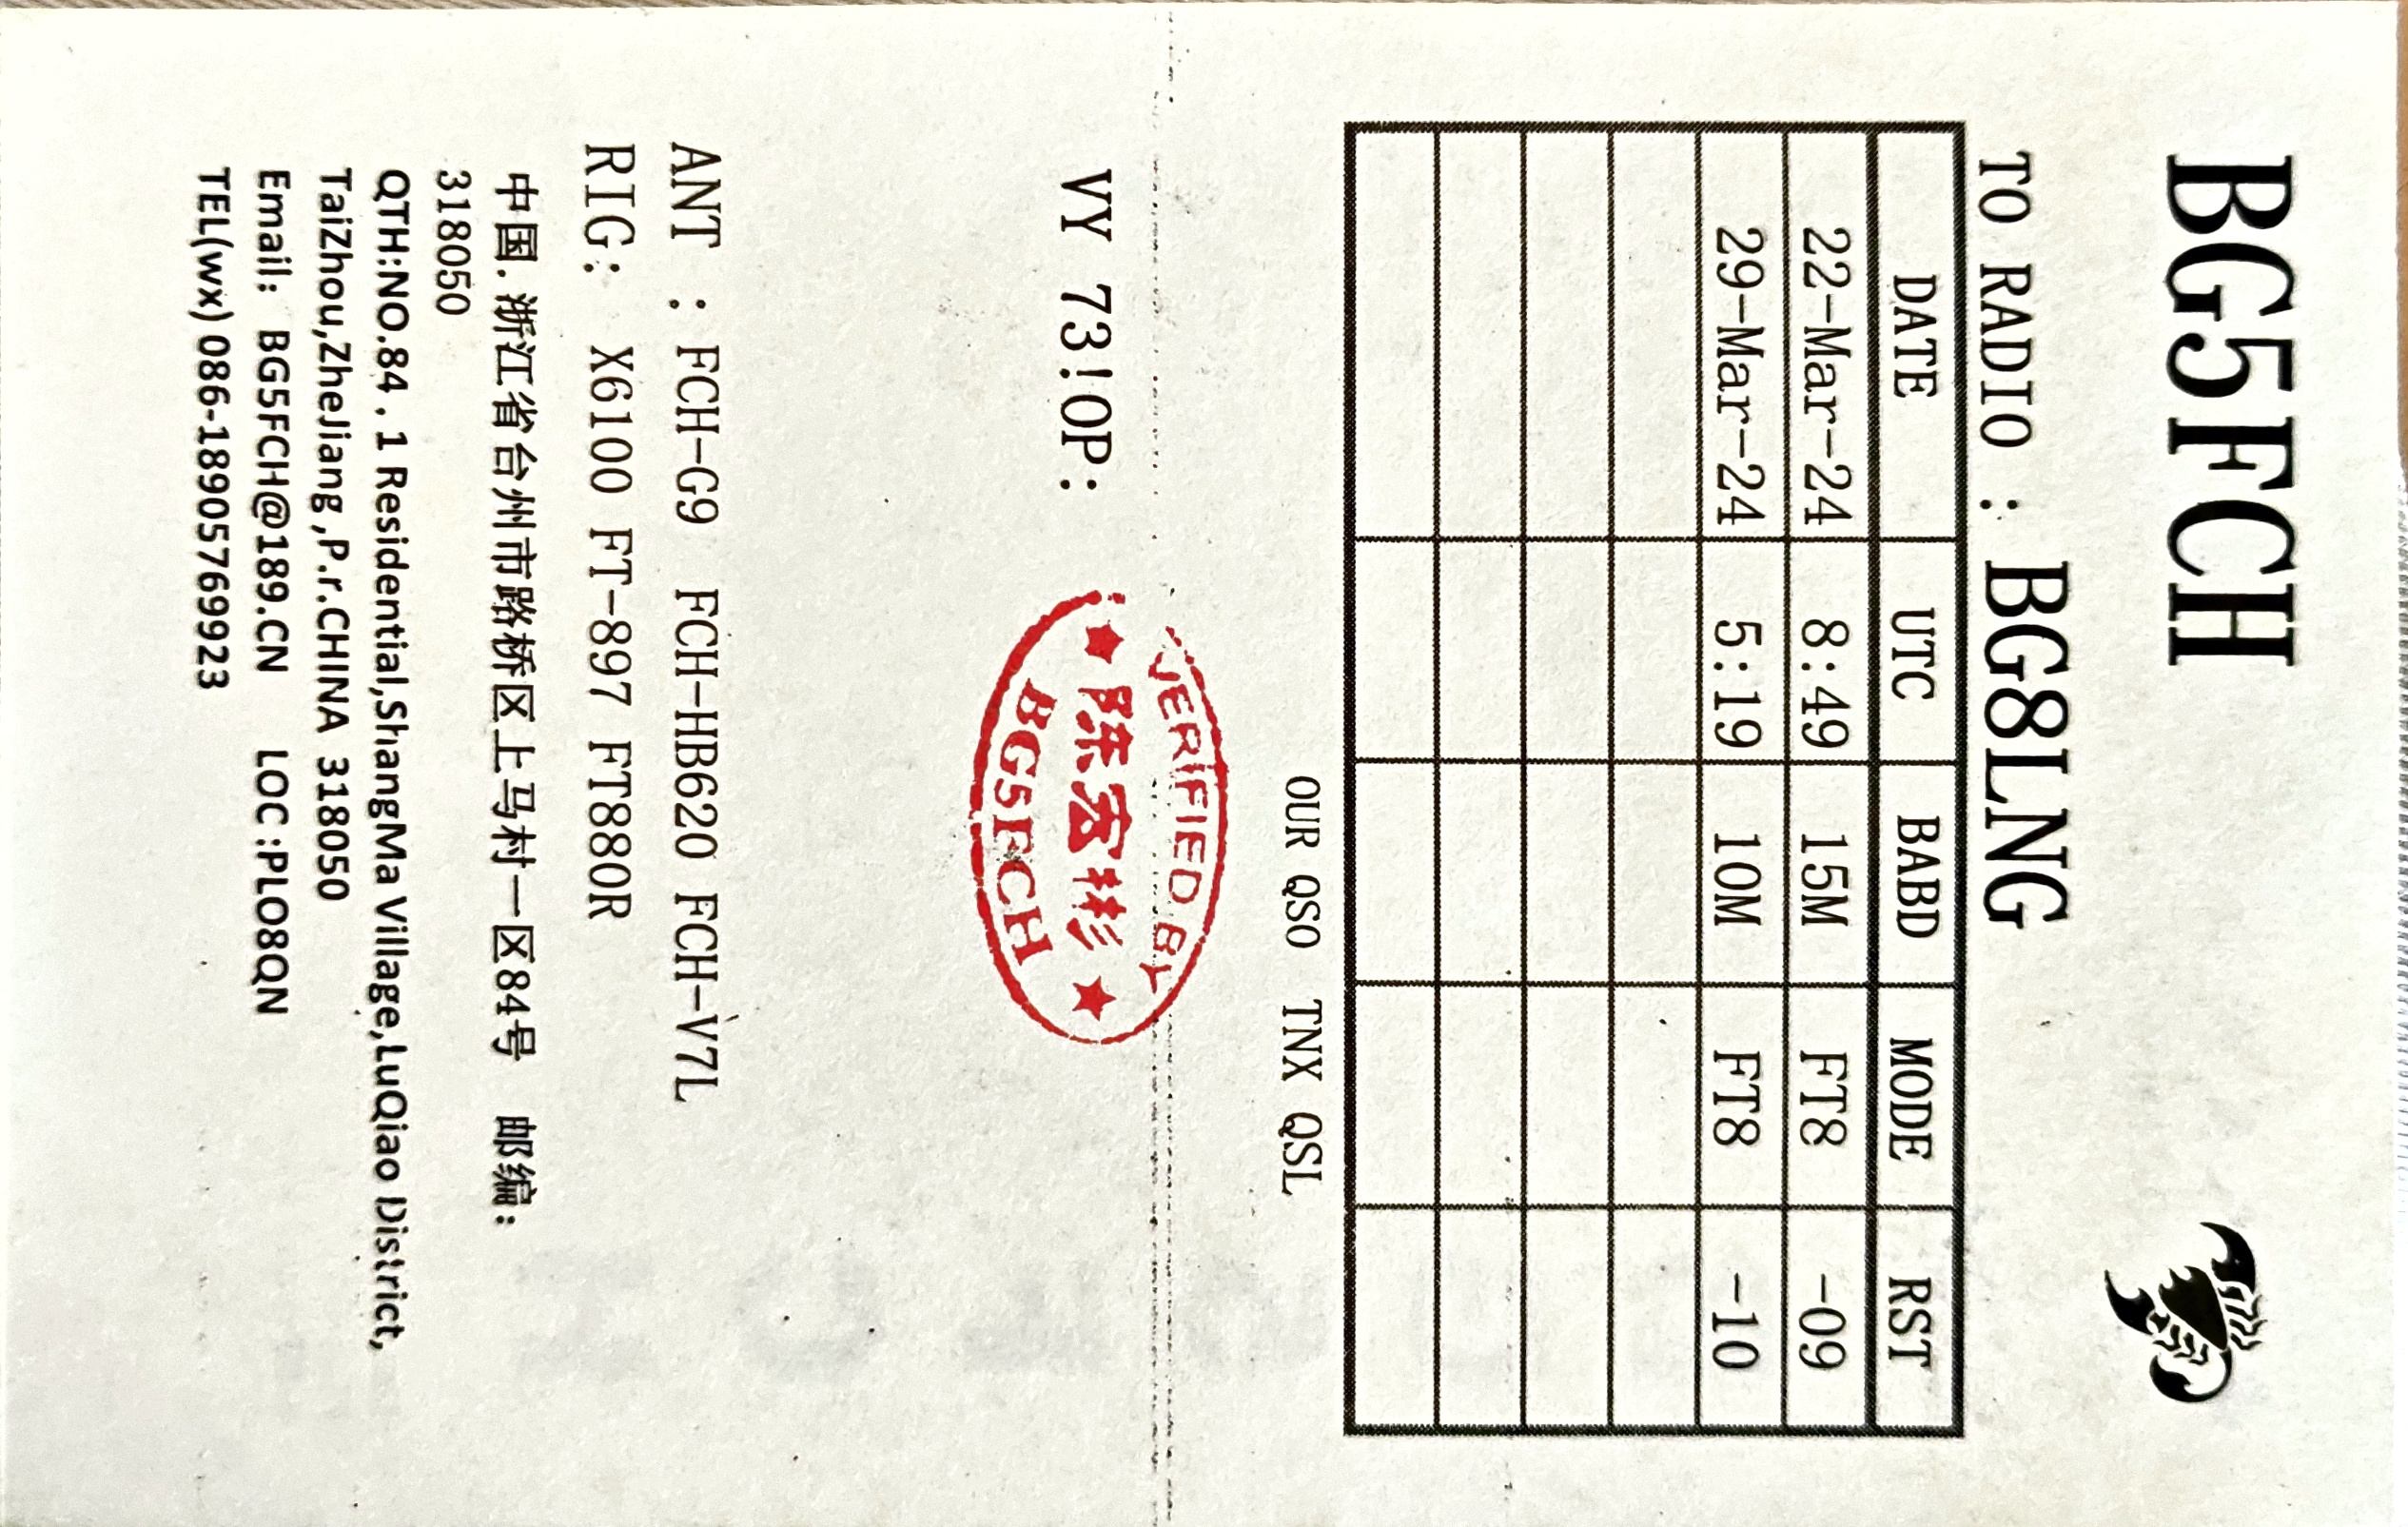 BG5FCH
TO RADIO : BG8LNG
DATE UTC BABD MODE RST
22-Mar-24 8:49 15M FT8 -09
29-Mar-24 5:19 10M FT8 -10
OUR QSO TNX QSL
VERIFIED BY
VY 73!OP: ★ 陈宏彬 ★
BG5FCH
ANT : FCH-G9 FCH-HB620 FCH-V7L
RIG: X6100 FT-897 FT880R
中国.浙江省台州市路桥区上马村一区84号 邮编:
318050
QTH:NO.84 . 1 Residential,ShangMa Village,LuQiao District,
TaiZhou,ZheJiang ,P.r.CHINA 318050
Email: BG5FCH@189.CN LOC :PLO8QN
TEL(wx) 086-18905769923